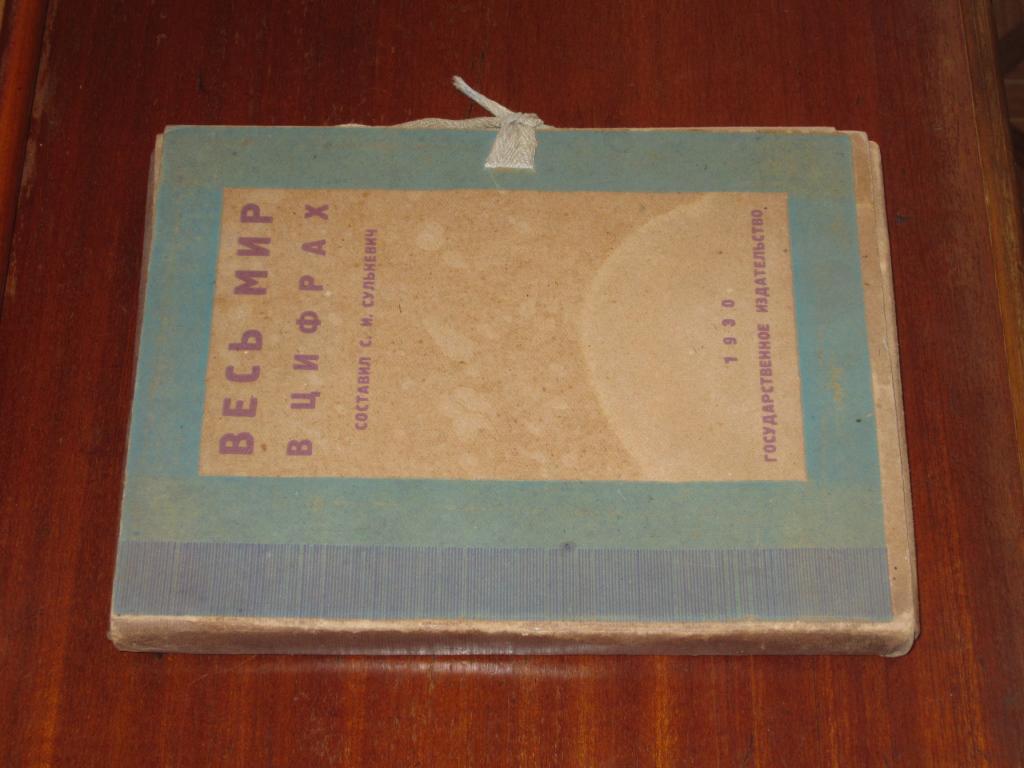 ВЕСЬ МИР
В ЦИФРАХ
СОСТАВИЛ С. И. СУЛЬКЕВИЧ
1930
ГОСУДАРСТВЕННОЕ ИЗДАТЕЛЬСТВО